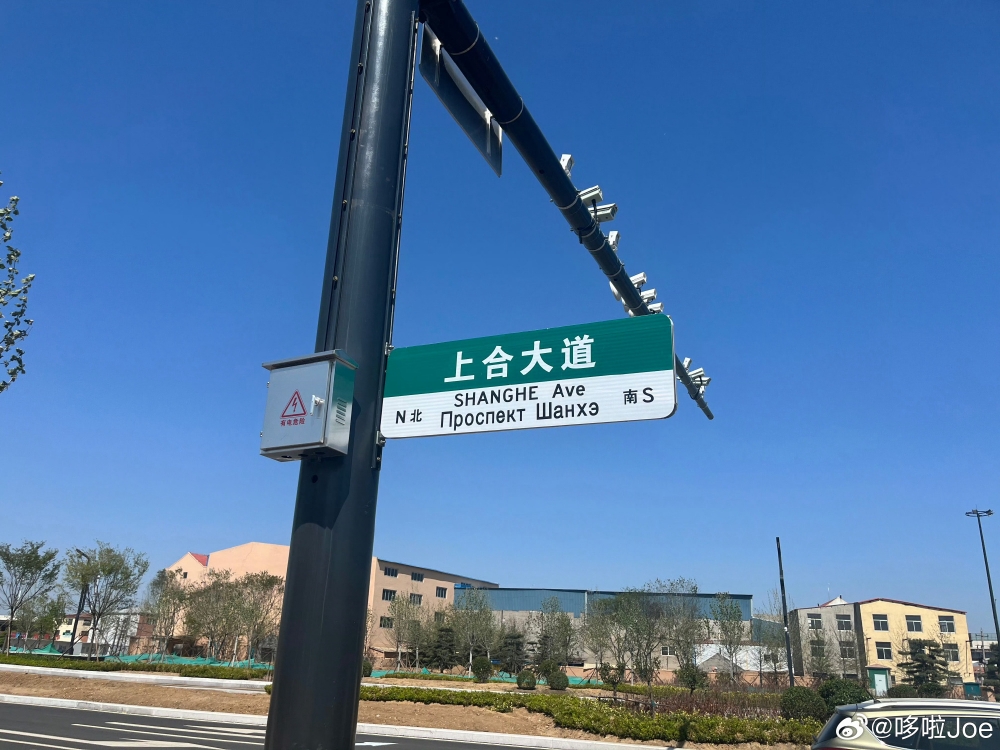 上合大道
SHANGHE Ave
N 北 Проспект Шанхэ 南 S
有电危险
@哆啦Joe